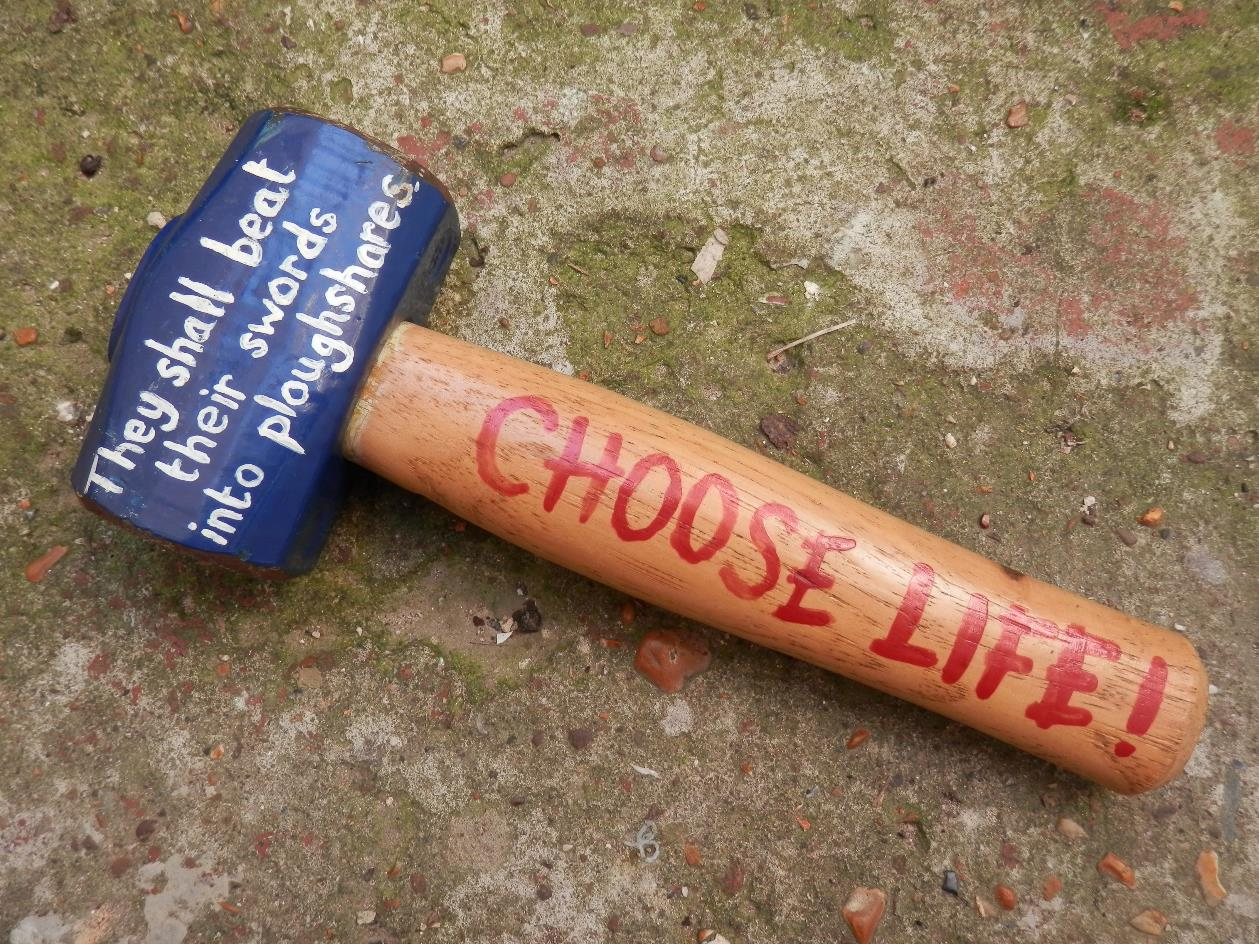 They shall beat
their swords
into ploughshares
CHOOSE LIFE!